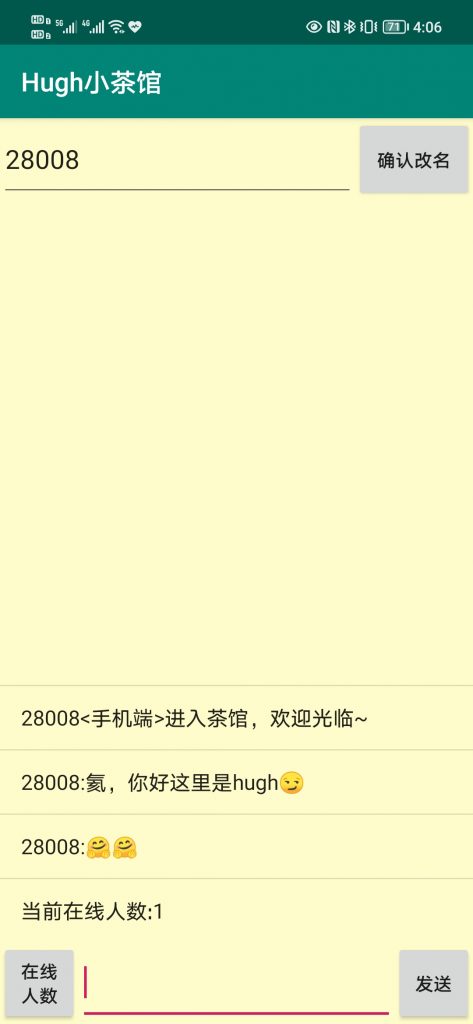 HD 5G 4G 71 4:06
HD
Hugh小茶馆
28008
确认改名
28008<手机端>进入茶馆，欢迎光临~
28008:氦，你好这里是hugh😏
28008:🤗🤗
当前在线人数:1
在线
人数
发送